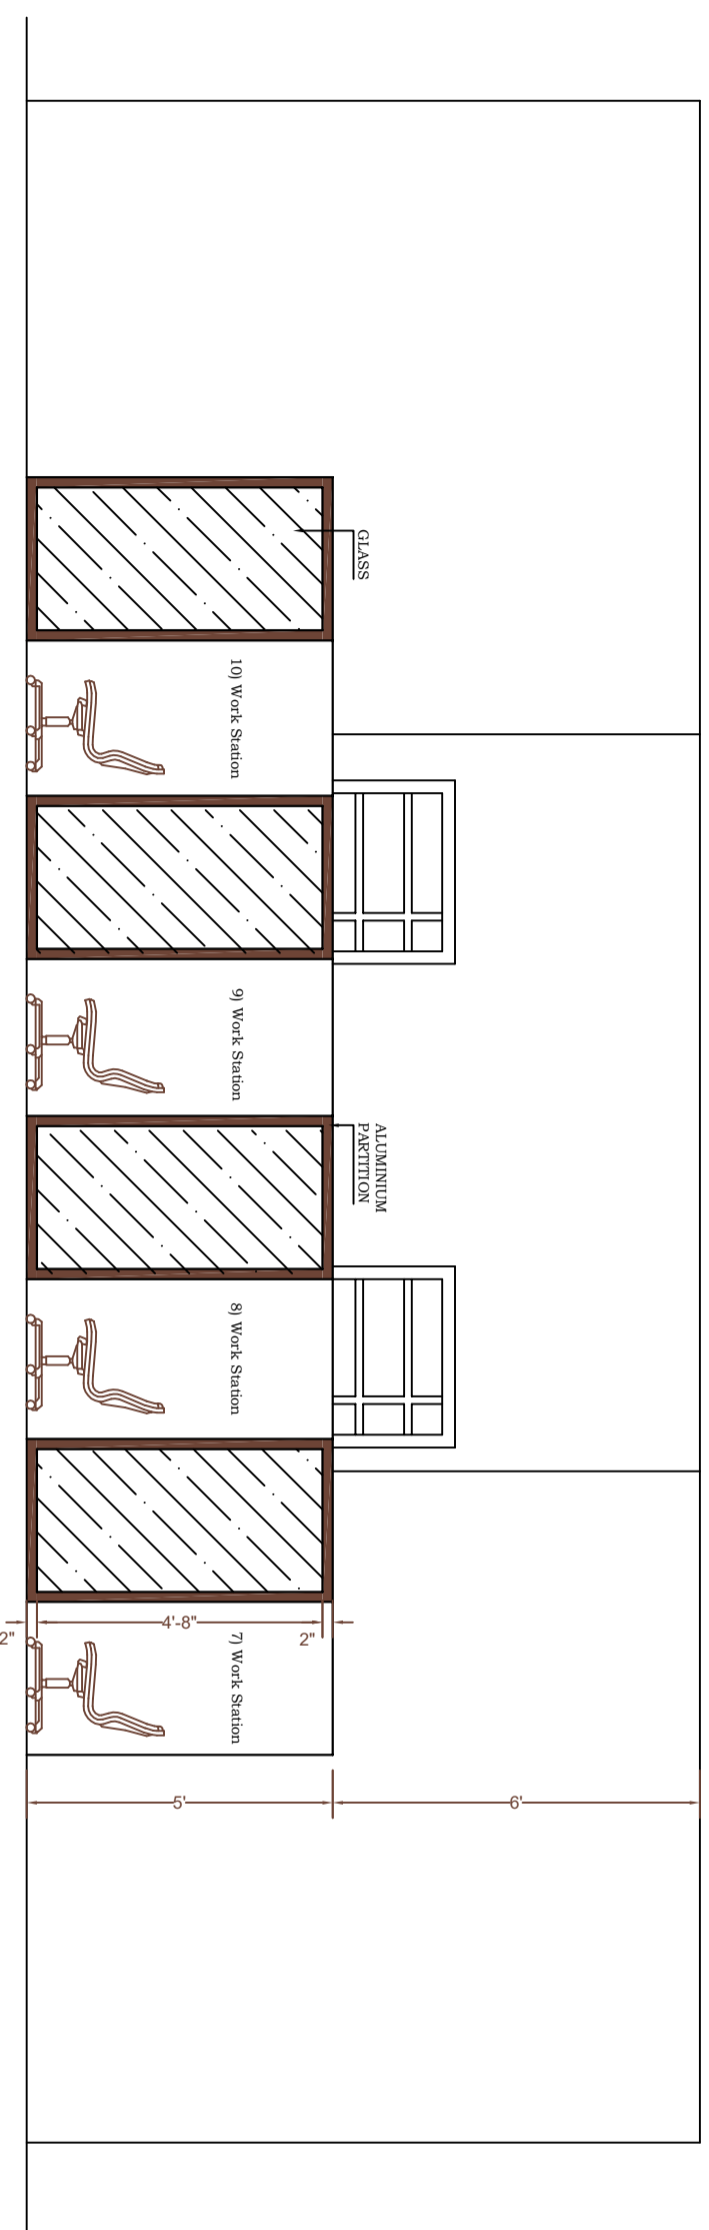 GLASS
10) Work Station
9) Work Station
ALUMINIUM
PARTITION
8) Work Station
4'-8"
2"
2"
7) Work Station
5'
6'